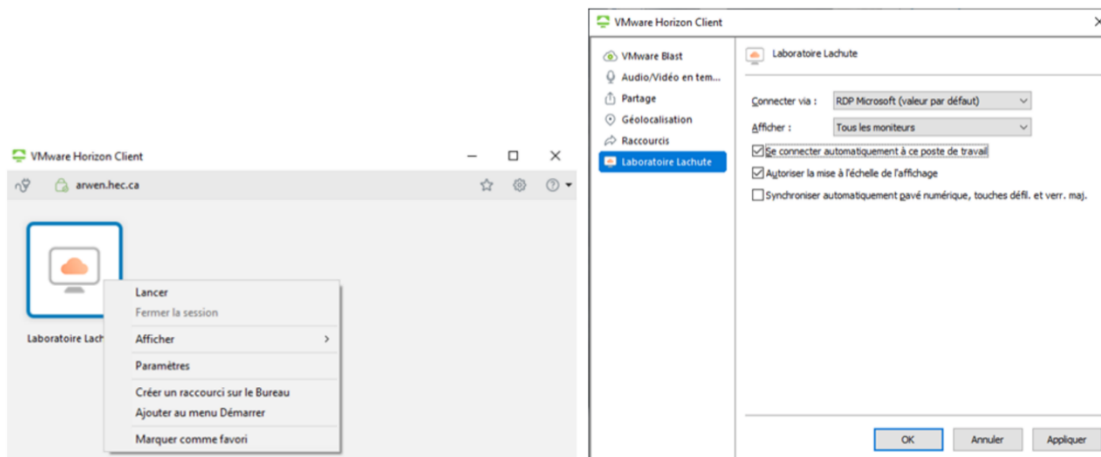 VMware Horizon Client
arwen.hec.ca
Laboratoire Lach
Lancer
Fermer la session
Afficher
Paramètres
Créer un raccourci sur le Bureau
Ajouter au menu Démarrer
Marquer comme favori
VMware Horizon Client
VMware Blast
Audio/Vidéo en tem...
Partage
Géolocalisation
Raccourcis
Laboratoire Lachute
Laboratoire Lachute
Connecter via : RDP Microsoft (valeur par défaut)
Afficher : Tous les moniteurs
Se connecter automatiquement à ce poste de travail
Autoriser la mise à l'échelle de l'affichage
Synchroniser automatiquement pavé numérique, touches défil. et verr. maj.
OK Annuler Appliquer